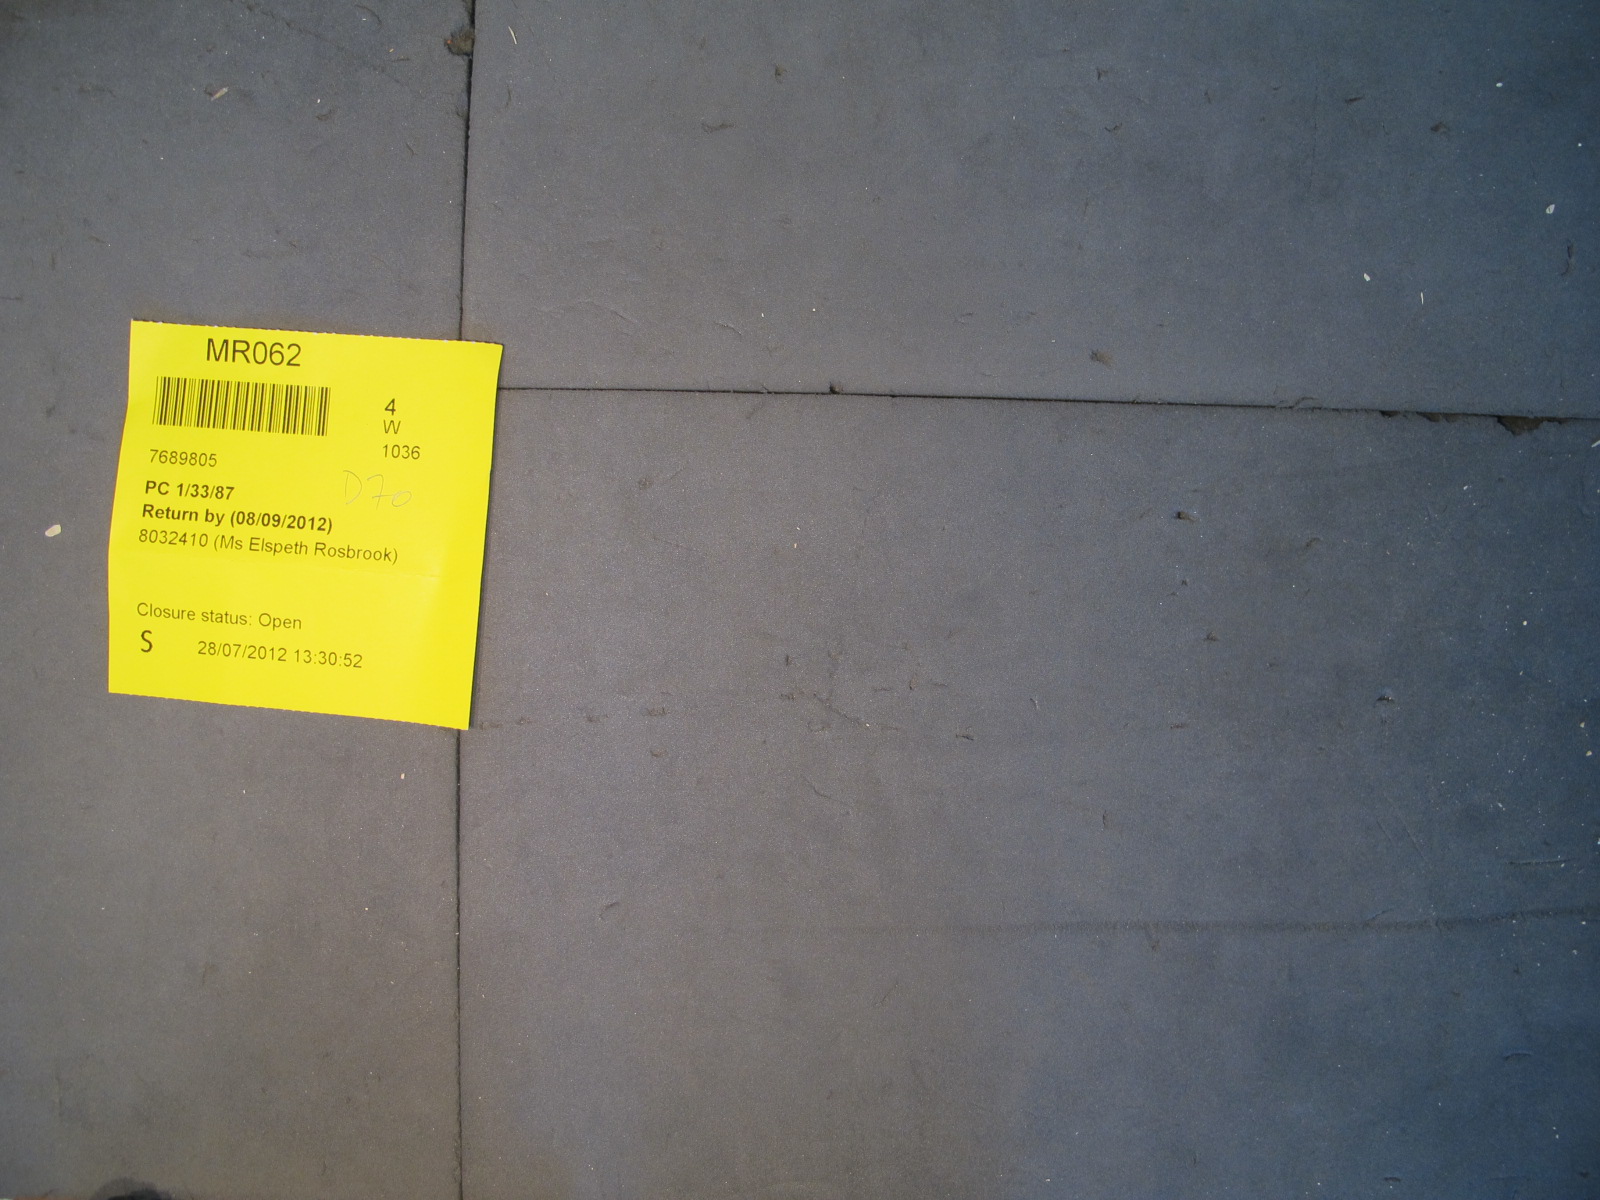 MR062
4
W
1036
7689805
D70
PC 1/33/87
Return by (08/09/2012)
8032410 (Ms Elspeth Rosbrook)
Closure status: Open
S 28/07/2012 13:30:52